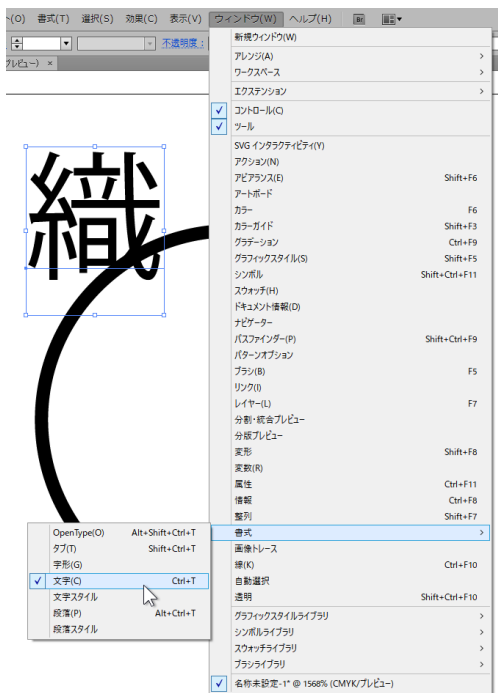 (O) 書式(T) 選択(S) 効果(C) 表示(V) ウィンドウ(W) ヘルプ(H) Br
不透明度：
プレビュー) ×
織
新規ウィンドウ(W)
アレンジ(A)
ワークスペース
エクステンション
コントロール(C)
ツール
SVG インタラクティビティ(Y)
アクション(N)
アピアランス(E) Shift+F6
アートボード
カラー F6
カラーガイド Shift+F3
グラデーション Ctrl+F9
グラフィックスタイル(S) Shift+F5
シンボル Shift+Ctrl+F11
スウォッチ(H)
ドキュメント情報(D)
ナビゲーター
パスファインダー(P) Shift+Ctrl+F9
パターンオプション
ブラシ(B) F5
リンク(I)
レイヤー(L) F7
分割・統合プレビュー
分版プレビュー
変形 Shift+F8
変数(R)
属性 Ctrl+F11
情報 Ctrl+F8
整列 Shift+F7
書式
画像トレース
線(K) Ctrl+F10
自動選択
透明 Shift+Ctrl+F10
グラフィックスタイルライブラリ
シンボルライブラリ
スウォッチライブラリ
ブラシライブラリ
名称未設定-1* @ 1568% (CMYK/プレビュー)
OpenType(O) Alt+Shift+Ctrl+T
タブ(T) Shift+Ctrl+T
字形(G)
文字(C) Ctrl+T
文字スタイル
段落(P) Alt+Ctrl+T
段落スタイル